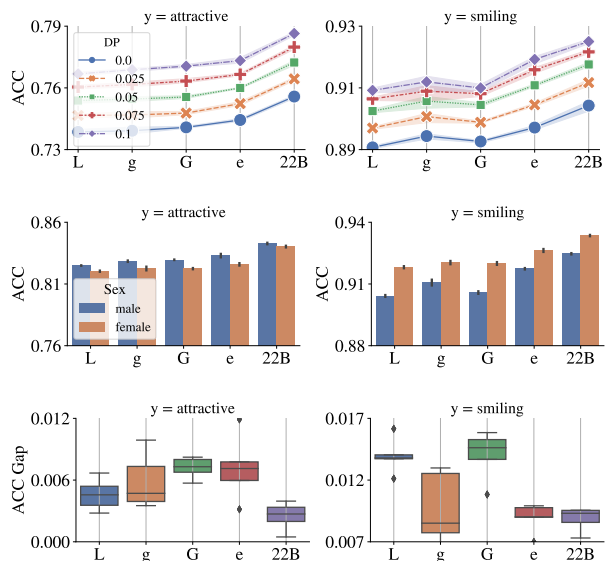 y = attractive
0.79
0.76
0.73
ACC
DP
0.0
0.025
0.05
0.075
0.1
L g G e 22B
y = smiling
0.93
0.91
0.89
ACC
L g G e 22B
y = attractive
0.86
0.81
0.76
ACC
Sex
male
female
L g G e 22B
y = smiling
0.94
0.91
0.88
ACC
L g G e 22B
y = attractive
0.012
0.006
0.000
ACC Gap
L g G e 22B
y = smiling
0.017
0.012
0.007
L g G e 22B